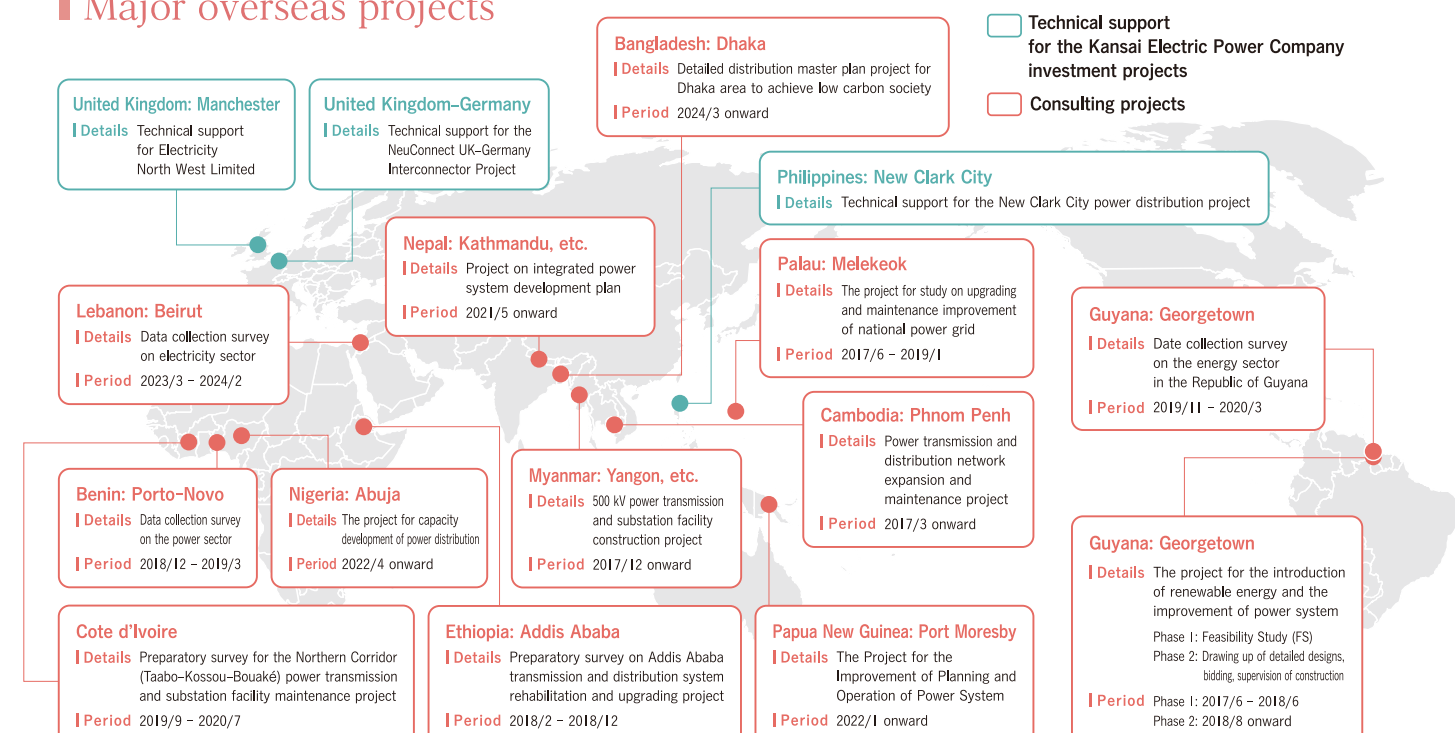 Major overseas projects
Technical support
for the Kansai Electric Power Company
investment projects
Consulting projects
Bangladesh: Dhaka
Details Detailed distribution master plan project for
Dhaka area to achieve low carbon society
Period 2024/3 onward
United Kingdom: Manchester
Details Technical support
for Electricity
North West Limited
United Kingdom–Germany
Details Technical support for the
NeuConnect UK–Germany
Interconnector Project
Philippines: New Clark City
Details Technical support for the New Clark City power distribution project
Nepal: Kathmandu, etc.
Details Project on integrated power
system development plan
Period 2021/5 onward
Palau: Melekeok
Details The project for study on upgrading
and maintenance improvement
of national power grid
Period 2017/6 – 2019/1
Lebanon: Beirut
Details Data collection survey
on electricity sector
Period 2023/3 – 2024/2
Guyana: Georgetown
Details Date collection survey
on the energy sector
in the Republic of Guyana
Period 2019/11 – 2020/3
Cambodia: Phnom Penh
Details Power transmission and
distribution network
expansion and
maintenance project
Period 2017/3 onward
Benin: Porto-Novo
Details Data collection survey
on the power sector
Period 2018/12 – 2019/3
Nigeria: Abuja
Details The project for capacity
development of power distribution
Period 2022/4 onward
Myanmar: Yangon, etc.
Details 500 kV power transmission
and substation facility
construction project
Period 2017/12 onward
Guyana: Georgetown
Details The project for the introduction
of renewable energy and the
improvement of power system
Phase 1: Feasibility Study (FS)
Phase 2: Drawing up of detailed designs,
bidding, supervision of construction
Period Phase 1: 2017/6 – 2018/6
Phase 2: 2018/8 onward
Cote d'Ivoire
Details Preparatory survey for the Northern Corridor
(Taabo–Kossou–Bouaké) power transmission
and substation facility maintenance project
Period 2019/9 – 2020/7
Ethiopia: Addis Ababa
Details Preparatory survey on Addis Ababa
transmission and distribution system
rehabilitation and upgrading project
Period 2018/2 – 2018/12
Papua New Guinea: Port Moresby
Details The Project for the
Improvement of Planning and
Operation of Power System
Period 2022/1 onward